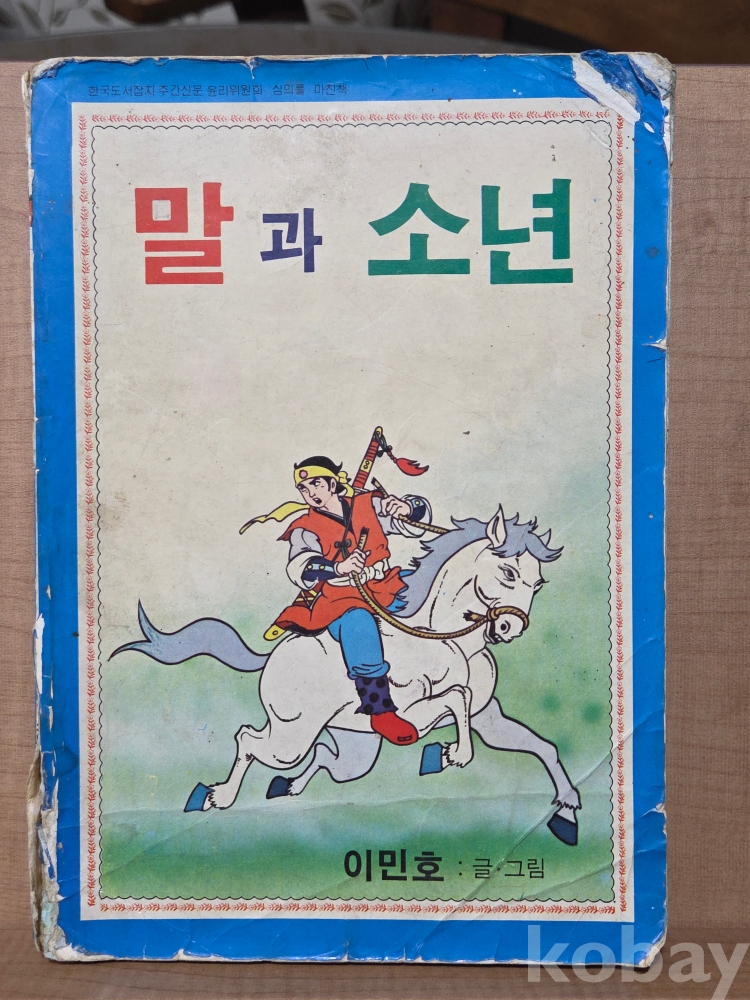 한국도서잡지 주간신문 윤리위원회 심의를 마친책
말과 소년
이민호 : 글·그림
kobay